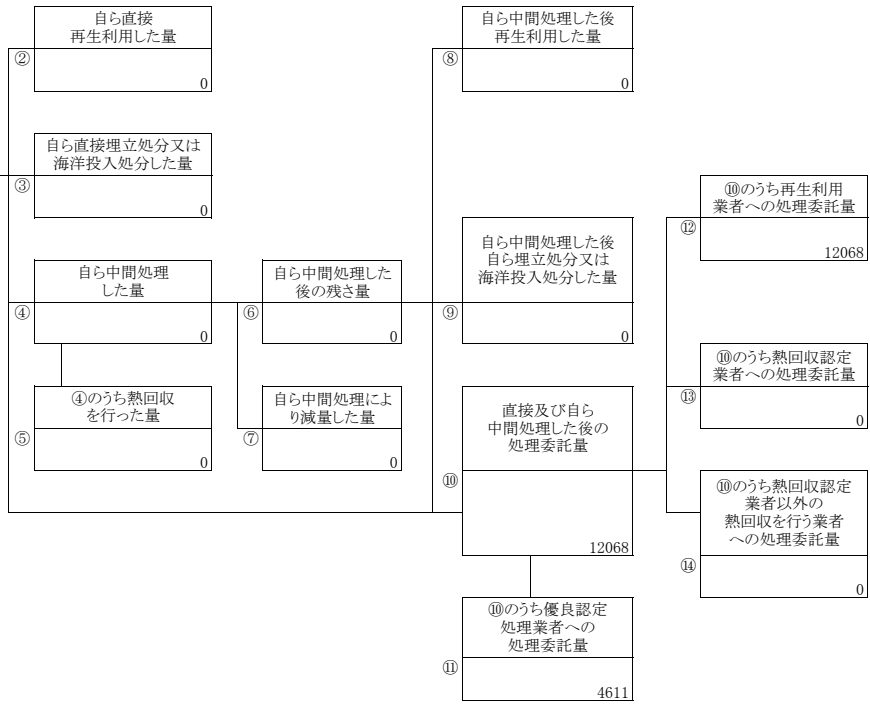 自ら直接
再生利用した量
②
0
自ら直接埋立処分又は
海洋投入処分した量
③
0
自ら中間処理
した量
④
0
④のうち熱回収
を行った量
⑤
0
自ら中間処理した
後の残さ量
⑥
0
自ら中間処理によ
り減量した量
⑦
0
自ら中間処理した後
再生利用した量
⑧
0
自ら中間処理した後
自ら埋立処分又は
海洋投入処分した量
⑨
0
直接及び自ら
中間処理した後の
処理委託量
⑩
12068
⑩のうち優良認定
処理業者への
処理委託量
⑪
4611
⑩のうち再生利用
業者への処理委託量
⑫
12068
⑩のうち熱回収認定
業者への処理委託量
⑬
0
⑩のうち熱回収認定
業者以外の
熱回収を行う業者
への処理委託量
⑭
0